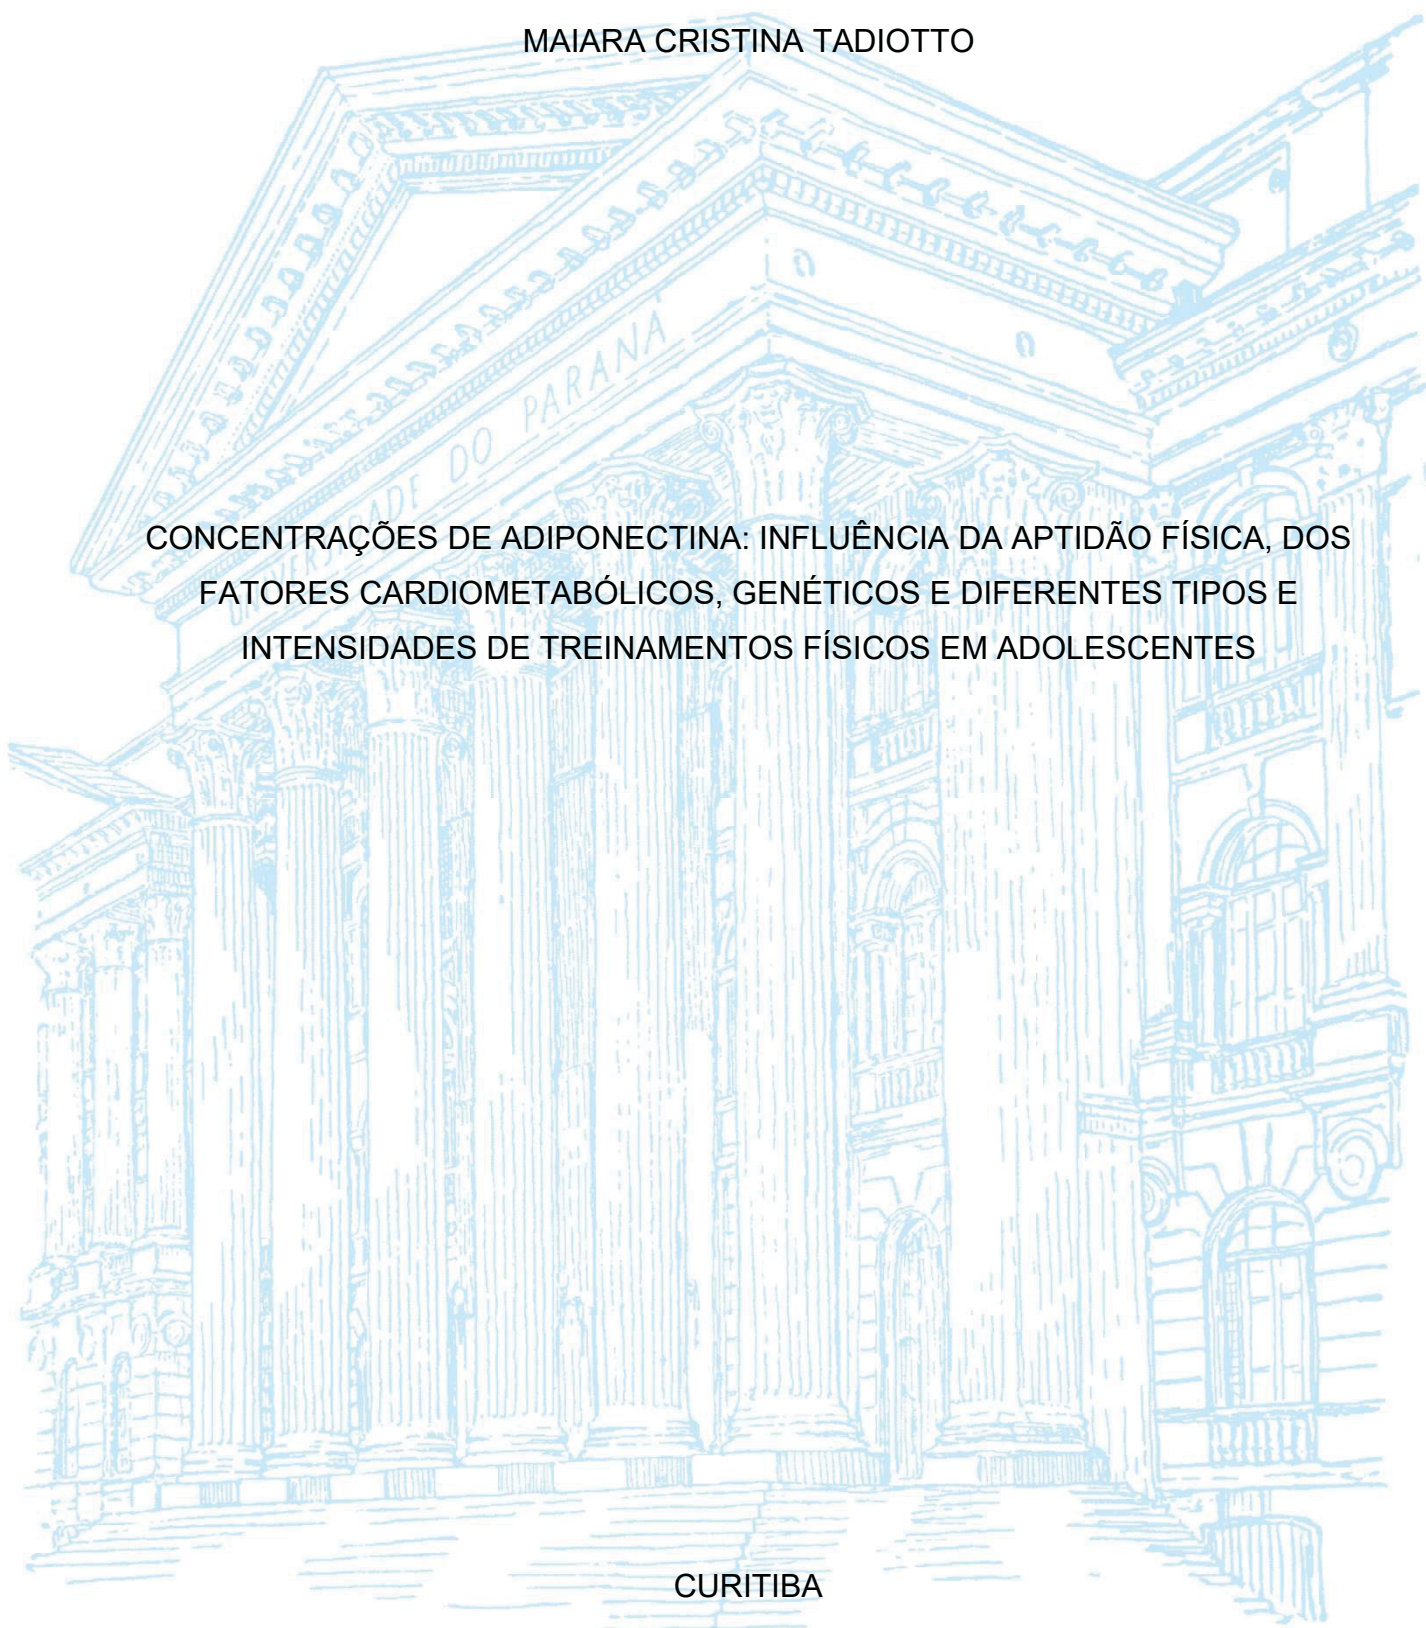 MAIARA CRISTINA TADIOTTO
DO PARANÁ
CONCENTRAÇÕES DE ADIPONECTINA: INFLUÊNCIA DA APTIDÃO FÍSICA, DOS
FATORES CARDIOMETABÓLICOS, GENÉTICOS E DIFERENTES TIPOS E
INTENSIDADES DE TREINAMENTOS FÍSICOS EM ADOLESCENTES
CURITIBA